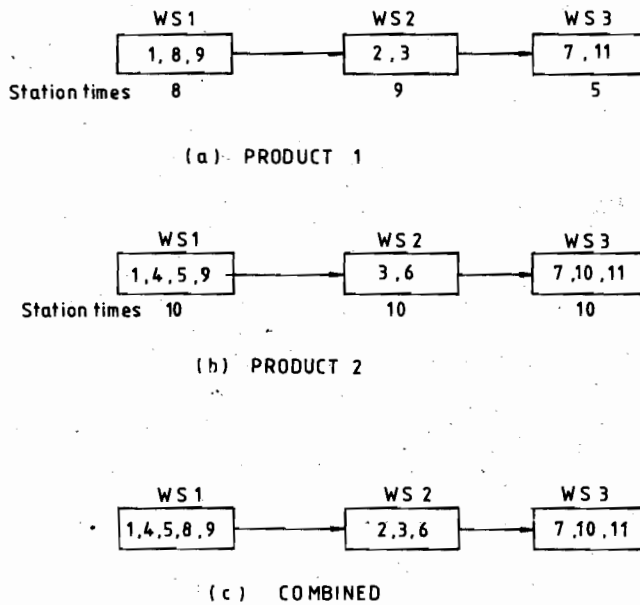 WS1 WS2 WS3
1, 8, 9 2, 3 7, 11
Station times 8 9 5
(a) PRODUCT 1
WS1 WS2 WS3
1, 4, 5, 9 3, 6 7, 10, 11
Station times 10 10 10
(b) PRODUCT 2
WS1 WS2 WS3
1, 4, 5, 8, 9 2, 3, 6 7, 10, 11
(c) COMBINED